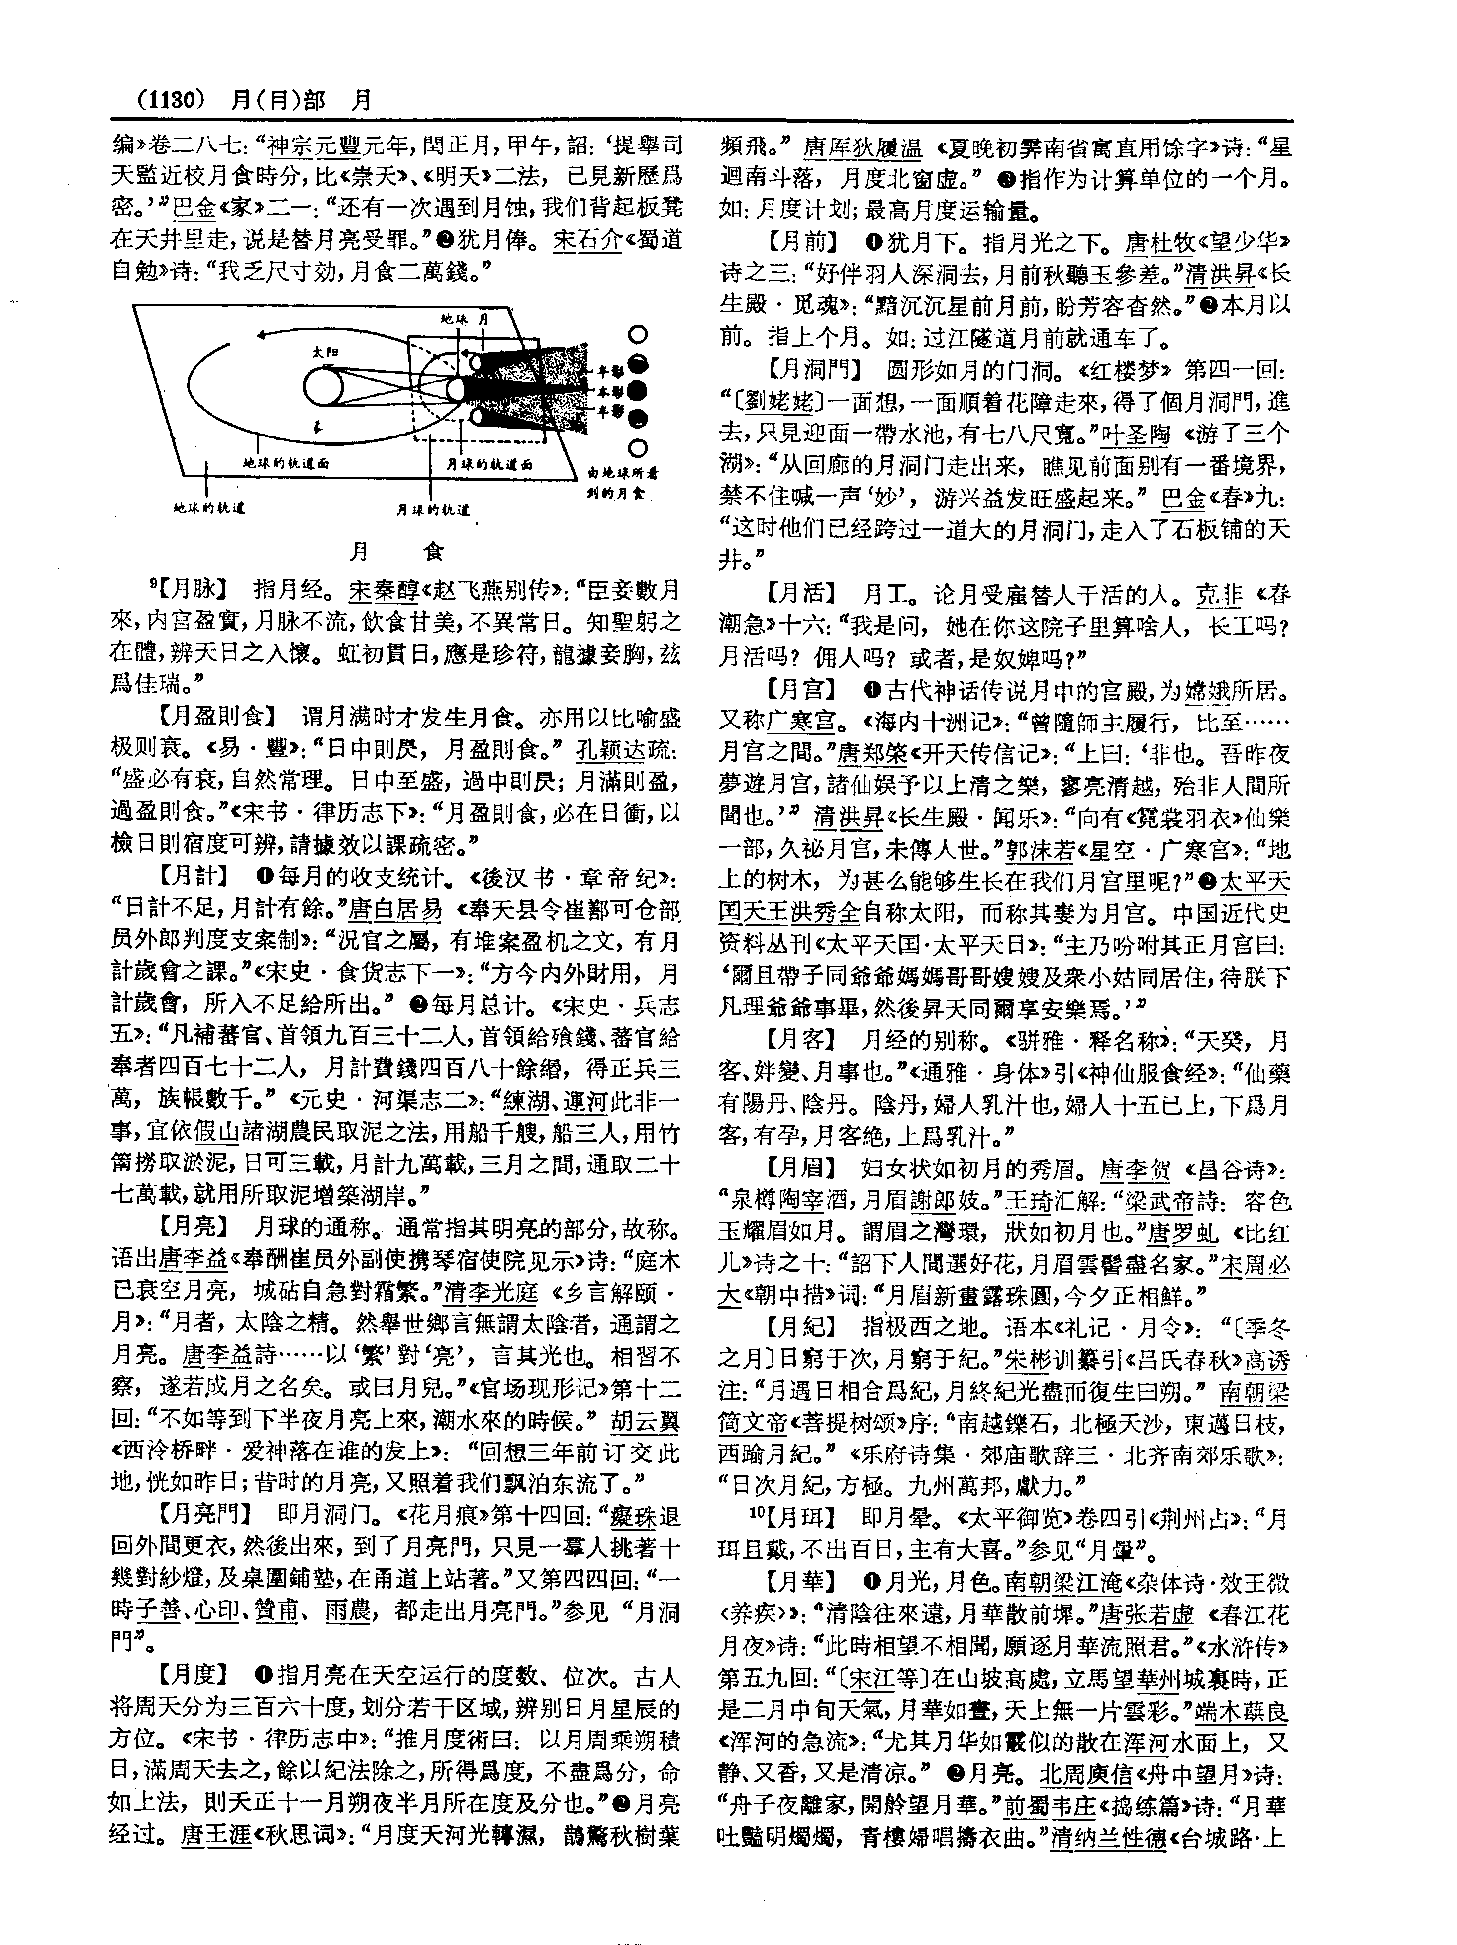 (1130) 月(⺝)部 月
编》卷二八七:“神宗元豐元年,閏正月,甲午,詔:‘提舉司
天監近校月食時分,比《崇天》、《明天》二法, 已見新歷爲
密。’”巴金《家》二一:“还有一次遇到月蚀,我们背起板凳
在天井里走,说是替月亮受罪。”❷犹月俸。 宋石介《蜀道
自勉》诗:“我乏尺寸効,月食二萬錢。”
地球 月
太阳
半影
本影
半影
地球的轨道面
月球的轨道面
由地球所看
到的月食
地球的轨道
月球的轨道
月 食
⁹【月脉】 指月经。宋秦醇《赵飞燕别传》:“臣妾數月
來,内宫盈實,月脉不流,飲食甘美,不異常日。知聖躬之
在體,辨天日之入懷。虹初貫日,應是珍符,龍據妾胸,兹
爲佳瑞。”
【月盈則食】 谓月满时才发生月食。亦用以比喻盛
极则衰。《易·豐》:“日中則昃,月盈則食。”孔颖达疏:
“盛必有衰,自然常理。日中至盛,過中則昃;月滿則盈,
過盈則食。”《宋书·律历志下》:“月盈則食,必在日衝,以
檢日則宿度可辨,請據效以課疏密。”
【月計】 ❶每月的收支统计。《後汉书·章帝纪》:
“日計不足,月計有餘。”唐白居易《奉天县令崔鄯可仓部
员外郎判度支案制》:“況官之屬,有堆案盈机之文,有月
計歲會之課。”《宋史·食货志下一》:“方今内外財用,月
計歲會,所入不足給所出。”❷每月总计。《宋史·兵志
五》:“凡補蕃官、首領九百三十二人,首領給飱錢、蕃官給
奉者四百七十二人,月計費錢四百八十餘緡,得正兵三
萬,族帳數千。”《元史·河渠志二》:“練湖、運河此非一
事,宜依假山諸湖農民取泥之法,用船千艘,船三人,用竹
䈰撈取淤泥,日可三載,月計九萬載,三月之間,通取二十
七萬載,就用所取泥增築湖岸。”
【月亮】 月球的通称。通常指其明亮的部分,故称。
语出唐李益《奉酬崔员外副使携琴宿使院见示》诗:“庭木
已衰空月亮,城砧自急對霜繁。”清李光庭《乡言解颐·
月》:“月者,太陰之精。然舉世鄉言無謂太陰者,通謂之
月亮。唐李益詩……以‘繁’對‘亮’,言其光也。相習不
察,遂若成月之名矣。或曰月兒。”《官场现形记》第十二
回:“不如等到下半夜月亮上來,潮水來的時候。”胡云翼
《西泠桥畔·爱神落在谁的发上》:“回想三年前订交此
地,恍如昨日;昔时的月亮,又照着我们飘泊东流了。”
【月亮門】 即月洞门。《花月痕》第十四回:“癡珠退
回外間更衣,然後出來,到了月亮門,只見一羣人挑著十
幾對紗燈,及桌圍鋪墊,在甬道上站著。”又第四四回:“一
時子善、心印、贊甫、雨農,都走出月亮門。”参见“月洞
門”。
【月度】 ❶指月亮在天空运行的度数、位次。古人
将周天分为三百六十度,划分若干区域,辨别日月星辰的
方位。《宋书·律历志中》:“推月度術曰:以月周乘朔積
日,滿周天去之,餘以紀法除之,所得爲度,不盡爲分,命
如上法,則天正十一月朔夜半月所在度及分也。”❷月亮
经过。唐王涯《秋思词》:“月度天河光轉濕,鵲驚秋樹葉
頻飛。”唐厍狄履温《夏晚初霁南省寓直用馀字》诗:“星
迴南斗落,月度北窗虚。”❸指作为计算单位的一个月。
如:月度计划;最高月度运输量。
【月前】 ❶犹月下。指月光之下。唐杜牧《望少华》
诗之三:“好伴羽人深洞去,月前秋聽玉參差。”清洪昇《长
生殿·觅魂》:“黯沉沉星前月前,盼芳容杳然。”❷本月以
前。指上个月。如:过江隧道月前就通车了。
【月洞門】 圆形如月的门洞。《红楼梦》第四一回:
“〔劉姥姥〕一面想,一面順着花障走來,得了個月洞門,進
去,只見迎面一帶水池,有七八尺寬。”叶圣陶《游了三个
湖》:“从回廊的月洞门走出来,瞧见前面别有一番境界,
禁不住喊一声‘妙’,游兴益发旺盛起来。”巴金《春》九:
“这时他们已经跨过一道大的月洞门,走入了石板铺的天
井。”
【月活】 月工。论月受雇替人干活的人。克非《春
潮急》十六:“我是问,她在你这院子里算啥人,长工吗?
月活吗?佣人吗?或者,是奴婢吗?”
【月宫】 ❶古代神话传说月中的宫殿,为嫦娥所居。
又称广寒宫。《海内十洲记》:“曾隨師主履行,比至……
月宫之間。”唐郑棨《开天传信记》:“上曰:‘非也。吾昨夜
夢遊月宫,諸仙娱予以上清之樂,寥亮清越,殆非人間所
聞也。’”清洪昇《长生殿·闻乐》:“向有《霓裳羽衣》仙樂
一部,久祕月宫,未傳人世。”郭沫若《星空·广寒宫》:“地
上的树木,为甚么能够生长在我们月宫里呢?”❷太平天
囯天王洪秀全自称太阳,而称其妻为月宫。中国近代史
资料丛刊《太平天囯·太平天日》:“主乃吩咐其正月宫曰:
‘爾且帶子同爺爺媽媽哥哥嫂嫂及衆小姑同居住,待朕下
凡理爺爺事畢,然後昇天同爾享安樂焉。’”
【月客】 月经的别称。《骈雅·释名称》:“天癸,月
客、姅變、月事也。”《通雅·身体》引《神仙服食经》:“仙藥
有陽丹、陰丹。陰丹,婦人乳汁也,婦人十五已上,下爲月
客,有孕,月客絶,上爲乳汁。”
【月眉】 妇女状如初月的秀眉。唐李贺《昌谷诗》:
“泉樽陶宰酒,月眉謝郎妓。”王琦汇解:“梁武帝詩:容色
玉耀眉如月。謂眉之灣環,狀如初月也。”唐罗虬《比红
儿》诗之十:“詔下人間選好花,月眉雲髻盡名家。”宋周必
大《朝中措》词:“月眉新畫露珠圓,今夕正相鮮。”
【月紀】 指极西之地。语本《礼记·月令》:“〔季冬
之月〕日窮于次,月窮于紀。”朱彬训纂引《吕氏春秋》高诱
注:“月遇日相合爲紀,月終紀光盡而復生曰朔。”南朝梁
简文帝《菩提树颂》序:“南越鑠石,北極天沙,東邁日枝,
西踰月紀。”《乐府诗集·郊庙歌辞三·北齐南郊乐歌》:
“日次月紀,方極。九州萬邦,獻力。”
¹⁰【月珥】 即月晕。《太平御览》卷四引《荆州占》:“月
珥且戴,不出百日,主有大喜。”参见“月暈”。
【月華】 ❶月光,月色。南朝梁江淹《杂体诗·效王微
〈养疾〉》:“清陰往來遠,月華散前墀。”唐张若虚《春江花
月夜》诗:“此時相望不相聞,願逐月華流照君。”《水浒传》
第五九回:“〔宋江等〕在山坡高處,立馬望華州城裏時,正
是二月中旬天氣,月華如晝,天上無一片雲彩。”端木蕻良
《浑河的急流》:“尤其月华如霰似的散在浑河水面上,又
静、又香,又是清凉。”❷月亮。北周庾信《舟中望月》诗:
“舟子夜離家,開舲望月華。”前蜀韦庄《捣练篇》诗:“月華
吐豔明燭燭,青樓婦唱擣衣曲。”清纳兰性德《台城路·上